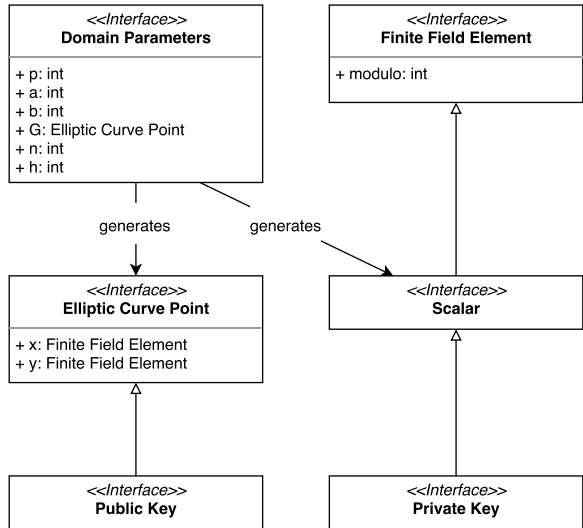 <<Interface>>
Domain Parameters
+ p: int
+ a: int
+ b: int
+ G: Elliptic Curve Point
+ n: int
+ h: int
<<Interface>>
Finite Field Element
+ modulo: int
generates
generates
<<Interface>>
Elliptic Curve Point
+ x: Finite Field Element
+ y: Finite Field Element
<<Interface>>
Scalar
<<Interface>>
Public Key
<<Interface>>
Private Key